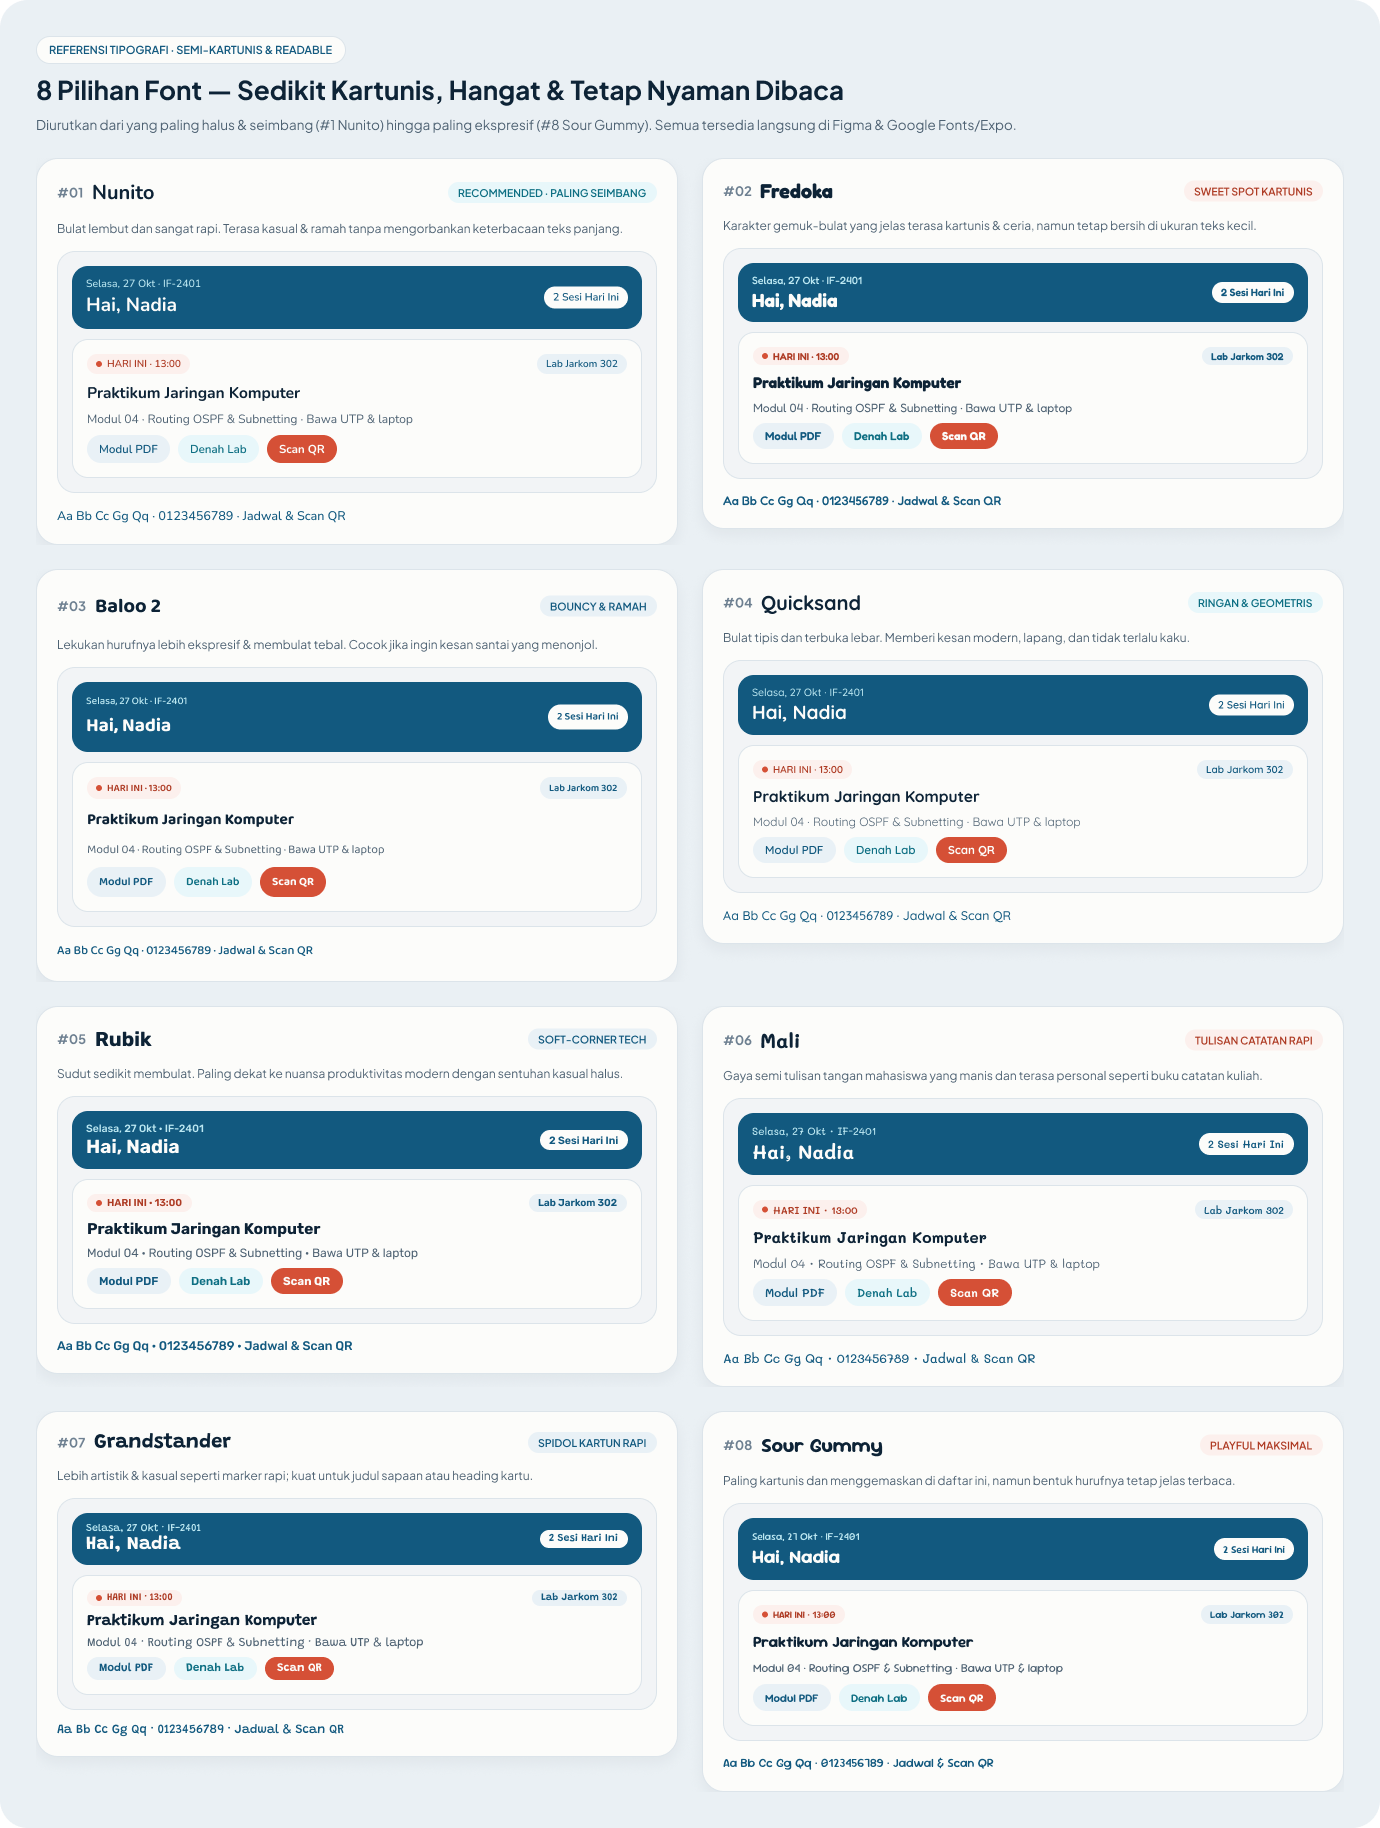 REFERENSI TIPOGRAFI · SEMI-KARTUNIS & READABLE
8 Pilihan Font — Sedikit Kartunis, Hangat & Tetap Nyaman Dibaca
Diurutkan dari yang paling halus & seimbang (#1 Nunito) hingga paling ekspresif (#8 Sour Gummy). Semua tersedia langsung di Figma & Google Fonts/Expo.
#01 Nunito
RECOMMENDED · PALING SEIMBANG
Bulat lembut dan sangat rapi. Terasa kasual & ramah tanpa mengorbankan keterbacaan teks panjang.
Selasa, 27 Okt · IF-2401
Hai, Nadia
2 Sesi Hari Ini
HARI INI · 13:00
Lab Jarkom 302
Praktikum Jaringan Komputer
Modul 04 · Routing OSPF & Subnetting · Bawa UTP & laptop
Modul PDF
Denah Lab
Scan QR
Aa Bb Cc Gg Qq · 0123456789 · Jadwal & Scan QR
#02 Fredoka
SWEET SPOT KARTUNIS
Karakter gemuk-bulat yang jelas terasa kartunis & ceria, namun tetap bersih di ukuran teks kecil.
Selasa, 27 Okt · IF-2401
Hai, Nadia
2 Sesi Hari Ini
HARI INI · 13:00
Lab Jarkom 302
Praktikum Jaringan Komputer
Modul 04 · Routing OSPF & Subnetting · Bawa UTP & laptop
Modul PDF
Denah Lab
Scan QR
Aa Bb Cc Gg Qq · 0123456789 · Jadwal & Scan QR
#03 Baloo 2
BOUNCY & RAMAH
Lekukan hurufnya lebih ekspresif & membulat tebal. Cocok jika ingin kesan santai yang menonjol.
Selasa, 27 Okt · IF-2401
Hai, Nadia
2 Sesi Hari Ini
HARI INI · 13:00
Lab Jarkom 302
Praktikum Jaringan Komputer
Modul 04 · Routing OSPF & Subnetting · Bawa UTP & laptop
Modul PDF
Denah Lab
Scan QR
Aa Bb Cc Gg Qq · 0123456789 · Jadwal & Scan QR
#04 Quicksand
RINGAN & GEOMETRIS
Bulat tipis dan terbuka lebar. Memberi kesan modern, lapang, dan tidak terlalu kaku.
Selasa, 27 Okt · IF-2401
Hai, Nadia
2 Sesi Hari Ini
HARI INI · 13:00
Lab Jarkom 302
Praktikum Jaringan Komputer
Modul 04 · Routing OSPF & Subnetting · Bawa UTP & laptop
Modul PDF
Denah Lab
Scan QR
Aa Bb Cc Gg Qq · 0123456789 · Jadwal & Scan QR
#05 Rubik
SOFT-CORNER TECH
Sudut sedikit membulat. Paling dekat ke nuansa produktivitas modern dengan sentuhan kasual halus.
Selasa, 27 Okt • IF-2401
Hai, Nadia
2 Sesi Hari Ini
HARI INI • 13:00
Lab Jarkom 302
Praktikum Jaringan Komputer
Modul 04 • Routing OSPF & Subnetting • Bawa UTP & laptop
Modul PDF
Denah Lab
Scan QR
Aa Bb Cc Gg Qq • 0123456789 • Jadwal & Scan QR
#06 Mali
TULISAN CATATAN RAPI
Gaya semi tulisan tangan mahasiswa yang manis dan terasa personal seperti buku catatan kuliah.
Selasa, 27 Okt • IF-2401
Hai, Nadia
2 Sesi Hari Ini
HARI INI • 13:00
Lab Jarkom 302
Praktikum Jaringan Komputer
Modul 04 • Routing OSPF & Subnetting • Bawa UTP & laptop
Modul PDF
Denah Lab
Scan QR
Aa Bb Cc Gg Qq • 0123456789 • Jadwal & Scan QR
#07 Grandstander
SPIDOL KARTUN RAPI
Lebih artistik & kasual seperti marker rapi; kuat untuk judul sapaan atau heading kartu.
Selasa, 27 Okt · IF-2401
Hai, Nadia
2 Sesi Hari Ini
HARI INI · 13:00
Lab Jarkom 302
Praktikum Jaringan Komputer
Modul 04 · Routing OSPF & Subnetting · Bawa UTP & laptop
Modul PDF
Denah Lab
Scan QR
Aa Bb Cc Gg Qq · 0123456789 · Jadwal & Scan QR
#08 Sour Gummy
PLAYFUL MAKSIMAL
Paling kartunis dan menggemaskan di daftar ini, namun bentuk hurufnya tetap jelas terbaca.
Selasa, 27 Okt · IF-2401
Hai, Nadia
2 Sesi Hari Ini
HARI INI · 13:00
Lab Jarkom 302
Praktikum Jaringan Komputer
Modul 04 · Routing OSPF & Subnetting · Bawa UTP & laptop
Modul PDF
Denah Lab
Scan QR
Aa Bb Cc Gg Qq · 0123456789 · Jadwal & Scan QR